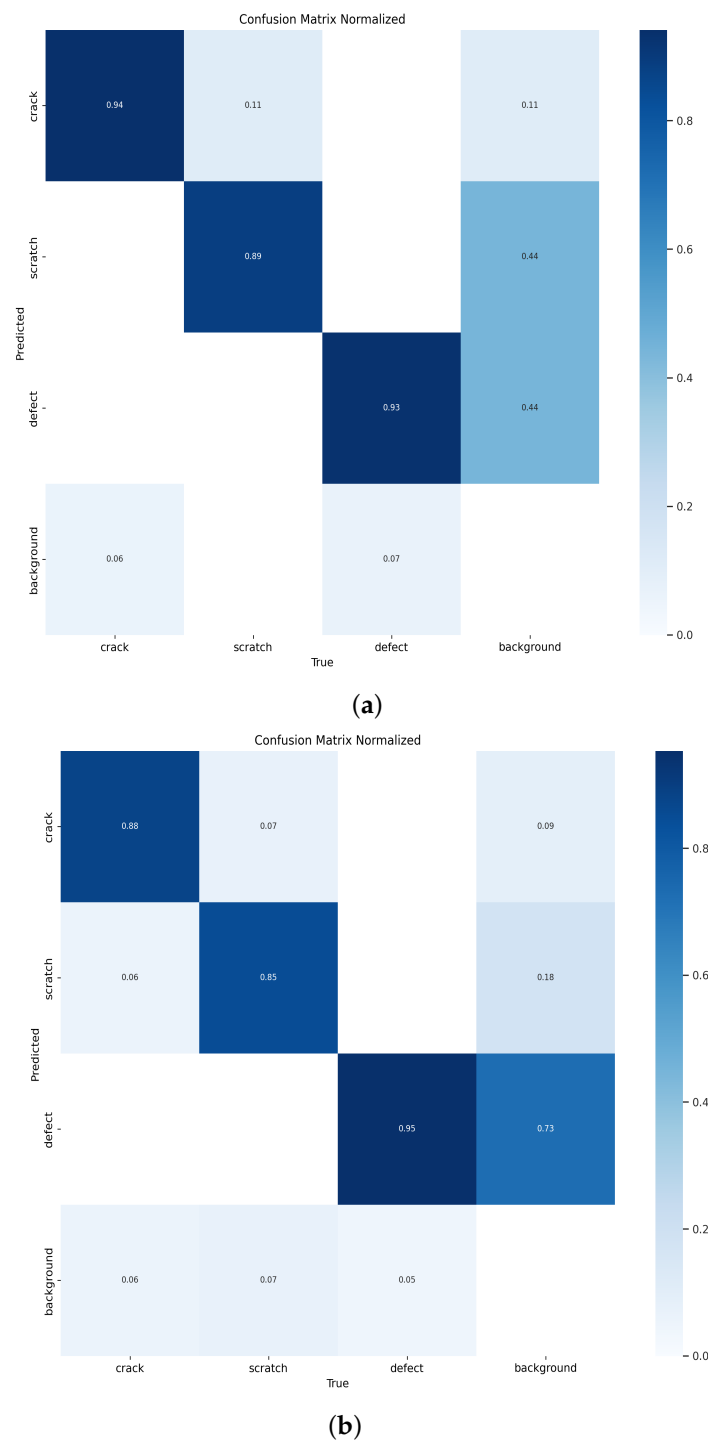 Confusion Matrix Normalized
crack
0.94
0.11
0.11
0.8
scratch
0.89
0.44
0.6
Predicted
defect
0.93
0.44
0.4
0.2
background
0.06
0.07
0.0
crack scratch defect background
True
(a)
Confusion Matrix Normalized
crack
0.88
0.07
0.09
0.8
scratch
0.06
0.85
0.18
0.6
Predicted
defect
0.95
0.73
0.4
0.2
background
0.06
0.07
0.05
0.0
crack scratch defect background
True
(b)